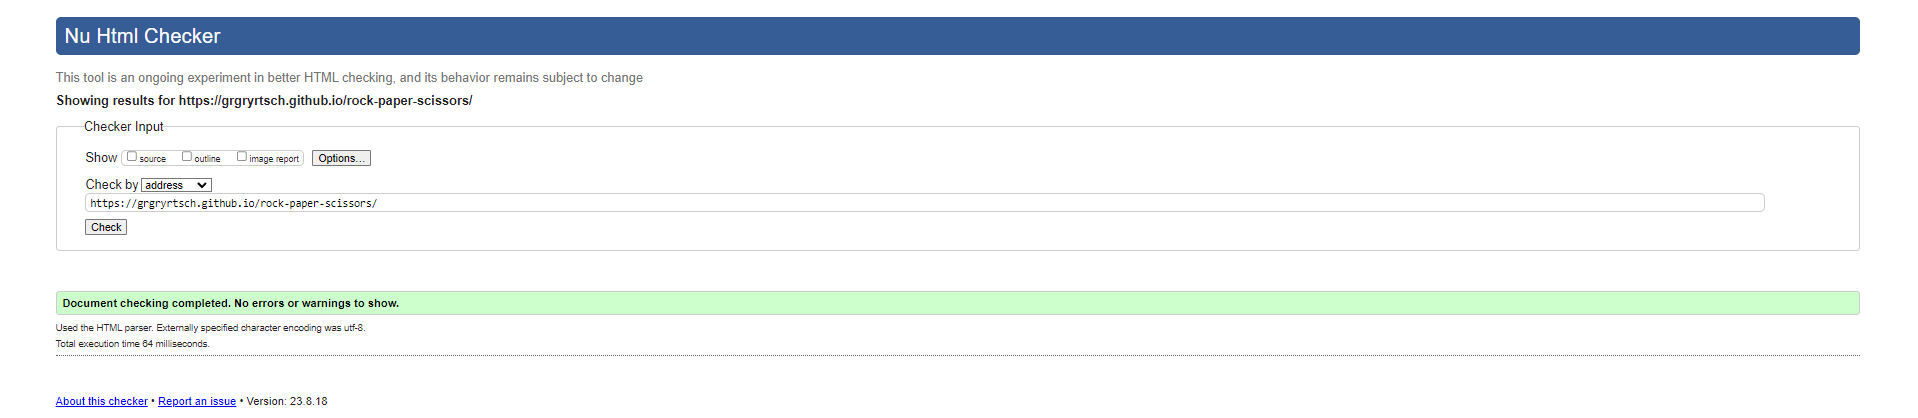 Nu Html Checker
This tool is an ongoing experiment in better HTML checking, and its behavior remains subject to change
Showing results for https://grgryrtsch.github.io/rock-paper-scissors/
Checker Input
Show source outline image report Options...
Check by address
https://grgryrtsch.github.io/rock-paper-scissors/
Check
Document checking completed. No errors or warnings to show.
Used the HTML parser. Externally specified character encoding was utf-8.
Total execution time 64 milliseconds.
About this checker • Report an issue • Version: 23.8.18